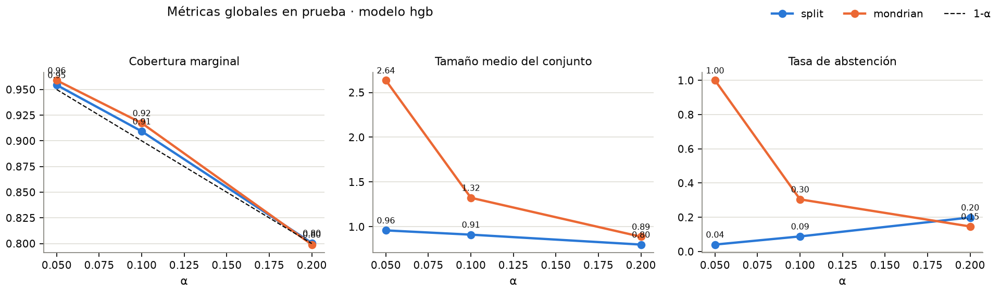 Métricas globales en prueba · modelo hgb
split
mondrian
1-α
Cobertura marginal
0.96
0.95
0.92
0.91
0.80
0.80
0.950
0.925
0.900
0.875
0.850
0.825
0.800
0.050 0.075 0.100 0.125 0.150 0.175 0.200
α
Tamaño medio del conjunto
2.64
1.32
0.96
0.91
0.89
0.80
2.5
2.0
1.5
1.0
0.050 0.075 0.100 0.125 0.150 0.175 0.200
α
Tasa de abstención
1.00
0.30
0.20
0.15
0.09
0.04
1.0
0.8
0.6
0.4
0.2
0.0
0.050 0.075 0.100 0.125 0.150 0.175 0.200
α